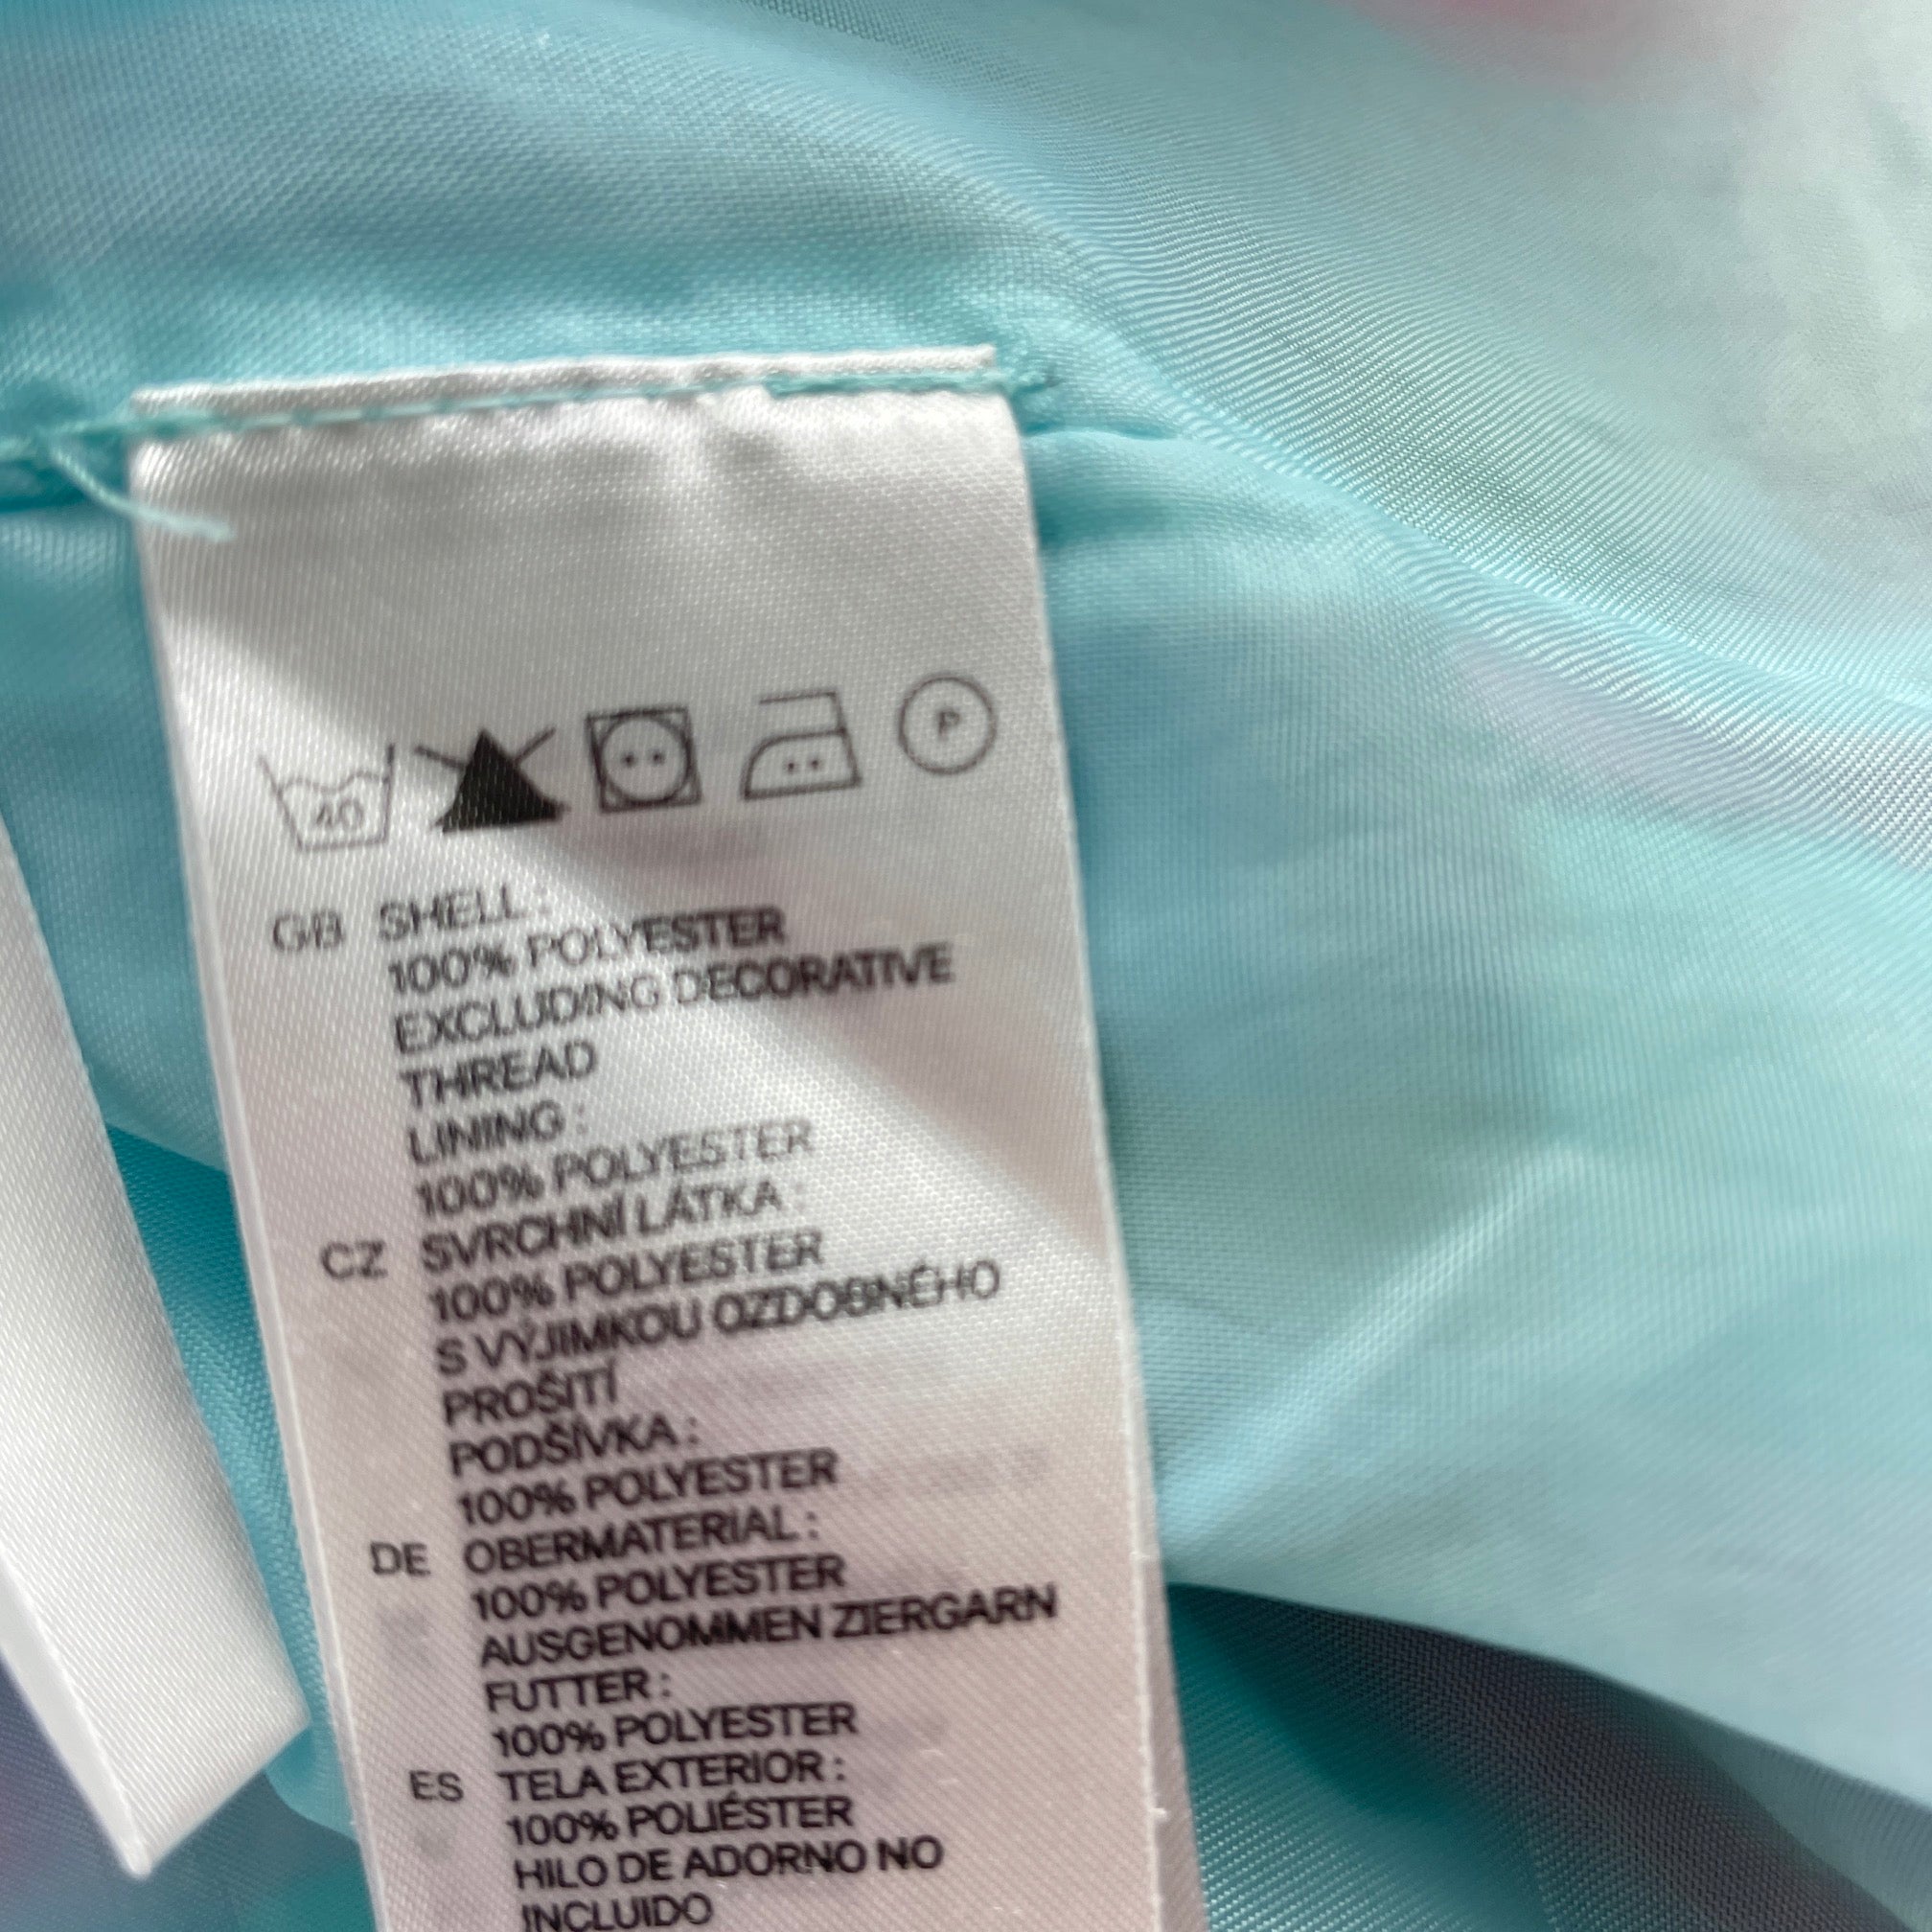 40
P
GB SHELL :
100% POLYESTER
EXCLUDING DECORATIVE
THREAD
LINING :
100% POLYESTER
CZ SVRCHNÍ LÁTKA :
100% POLYESTER
S VÝJIMKOU OZDOBNÉHO
PROŠITÍ
PODŠÍVKA :
100% POLYESTER
DE OBERMATERIAL :
100% POLYESTER
AUSGENOMMEN ZIERGARN
FUTTER :
100% POLYESTER
ES TELA EXTERIOR :
100% POLIÉSTER
HILO DE ADORNO NO
INCLUIDO